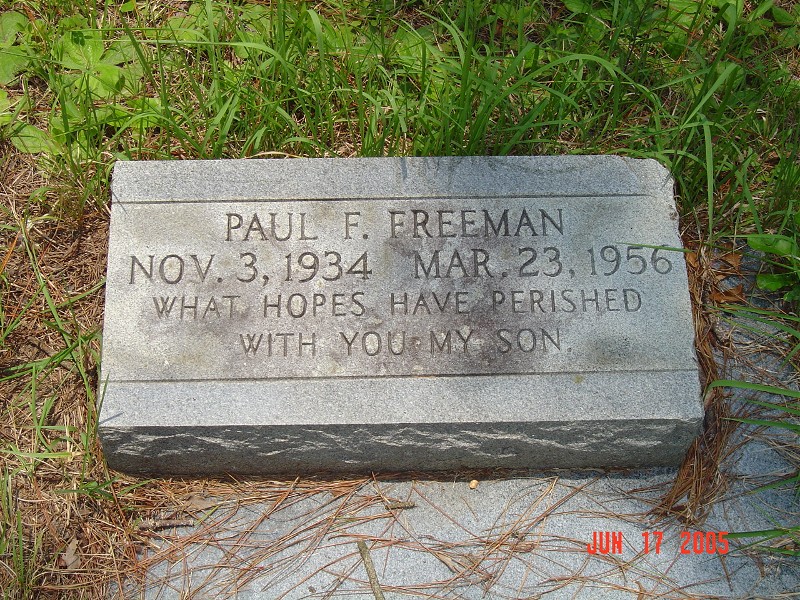 PAUL F. FREEMAN
NOV. 3, 1934 MAR. 23, 1956
WHAT HOPES HAVE PERISHED
WITH YOU MY SON.
JUN 17 2005